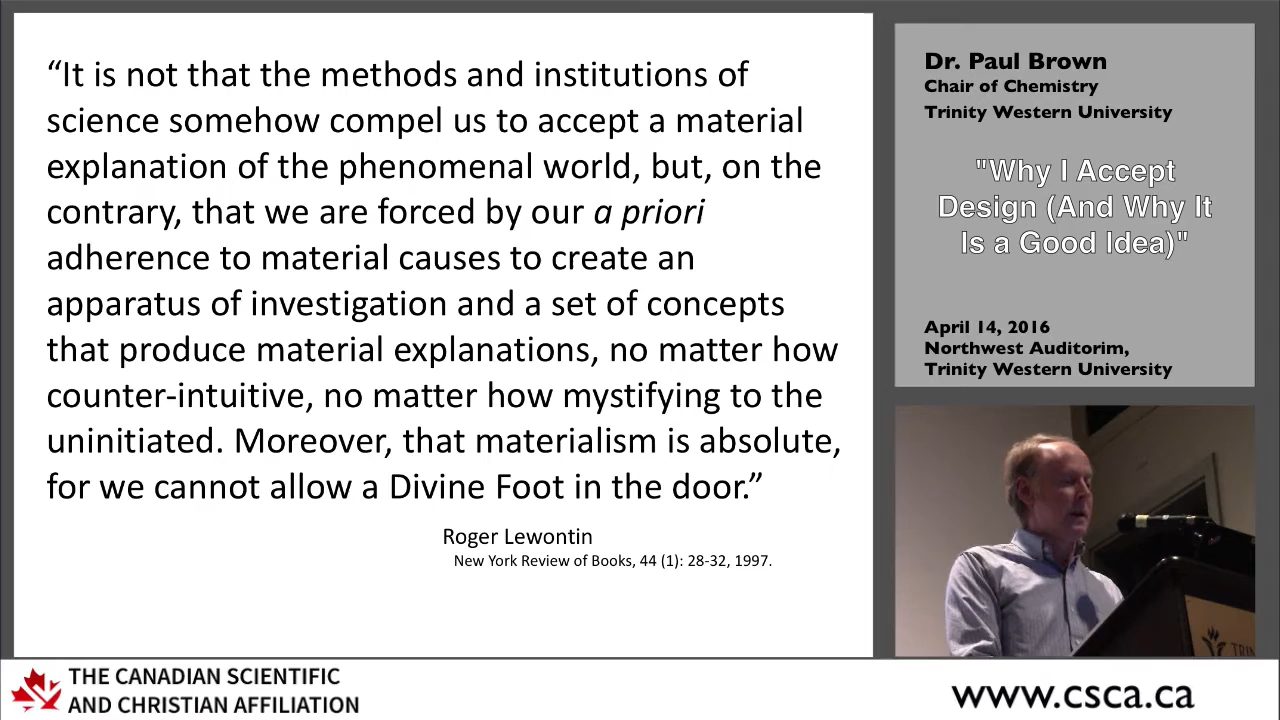 “It is not that the methods and institutions of
science somehow compel us to accept a material
explanation of the phenomenal world, but, on the
contrary, that we are forced by our a priori
adherence to material causes to create an
apparatus of investigation and a set of concepts
that produce material explanations, no matter how
counter-intuitive, no matter how mystifying to the
uninitiated. Moreover, that materialism is absolute,
for we cannot allow a Divine Foot in the door.”
Roger Lewontin
New York Review of Books, 44 (1): 28-32, 1997.
Dr. Paul Brown
Chair of Chemistry
Trinity Western University
"Why I Accept
Design (And Why It
Is a Good Idea)"
April 14, 2016
Northwest Auditorim,
Trinity Western University
THE CANADIAN SCIENTIFIC
AND CHRISTIAN AFFILIATION
www.csca.ca